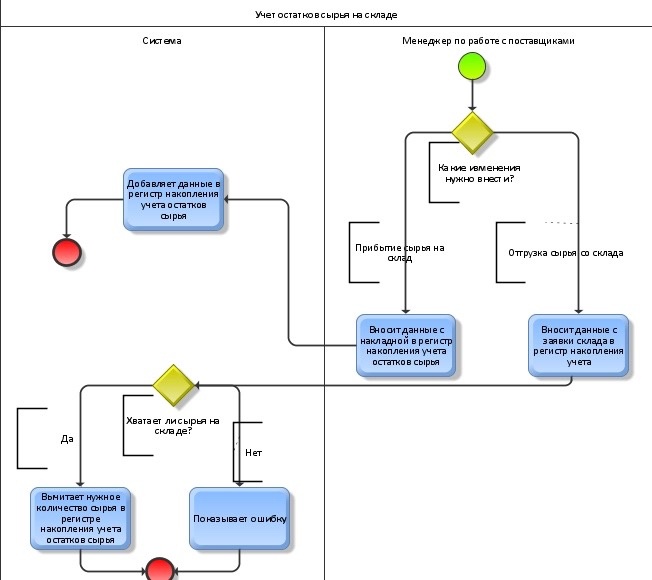 Учет остатков сырья на складе
Система
Менеджер по работе с поставщиками
Какие изменения
нужно внести?
Добавляет данные в
регистр накопления
учета остатков
сырья
Прибытие сырья на
склад
Отгрузка сырья со склада
Вносит данные с
накладной в регистр
накопления учета
остатков сырья
Вносит данные с
заявки склада в
регистр накопления
учета
Хватает ли сырья на
складе?
Да
Нет
Вычитает нужное
количество сырья в
регистре
накопления учета
остатков сырья
Показывает ошибку